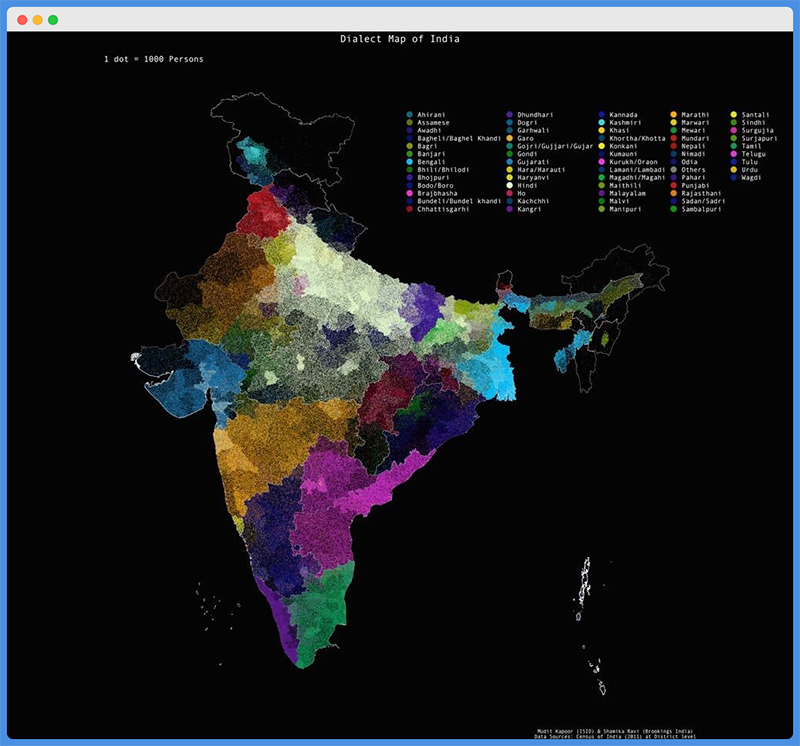 Dialect Map of India
1 dot = 1000 Persons
Ahirani
Assamese
Awadhi
Bagheli/Baghel Khandi
Bagri
Banjari
Bengali
Bhili/Bhilodi
Bhojpuri
Bodo/Boro
Brajbhasha
Bundeli/Bundel khandi
Chhattisgarhi
Dhundhari
Dogri
Garhwali
Garo
Gojri/Gujjari/Gujar
Gondi
Gujarati
Hara/Harauti
Haryanvi
Hindi
Ho
Kachchhi
Kangri
Kannada
Kashmiri
Khasi
Khortha/Khotta
Konkani
Kumauni
Kurukh/Oraon
Lamani/Lambadi
Magadhi/Magahi
Maithili
Malayalam
Malvi
Manipuri
Marathi
Marwari
Mewari
Mundari
Nepali
Nimadi
Odia
Others
Pahari
Punjabi
Rajasthani
Sadan/Sadri
Sambalpuri
Santali
Sindhi
Surgujia
Surjapuri
Tamil
Telugu
Tulu
Urdu
Wagdi
Mudit Kapoor (ISID) & Shamika Ravi (Brookings India)
Data Sources: Census of India (2011) at District level